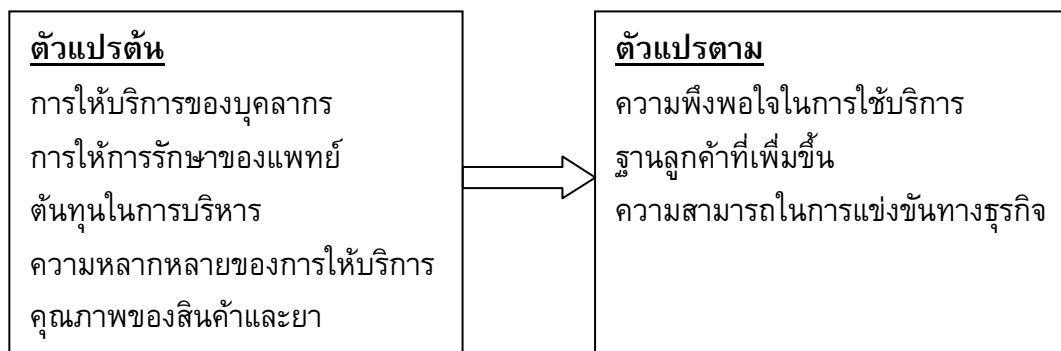 ตัวแปรต้น
การให้บริการของบุคลากร
การให้การรักษาของแพทย์
ต้นทุนในการบริหาร
ความหลากหลายของการให้บริการ
คุณภาพของสินค้าและยา
ตัวแปรตาม
ความพึงพอใจในการใช้บริการ
ฐานลูกค้าที่เพิ่มขึ้น
ความสามารถในการแข่งขันทางธุรกิจ